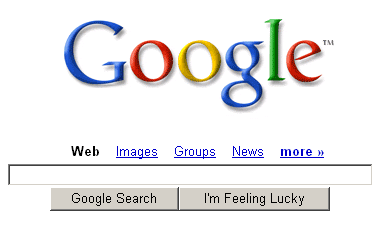 Google™
Web Images Groups News more »
Google Search I'm Feeling Lucky